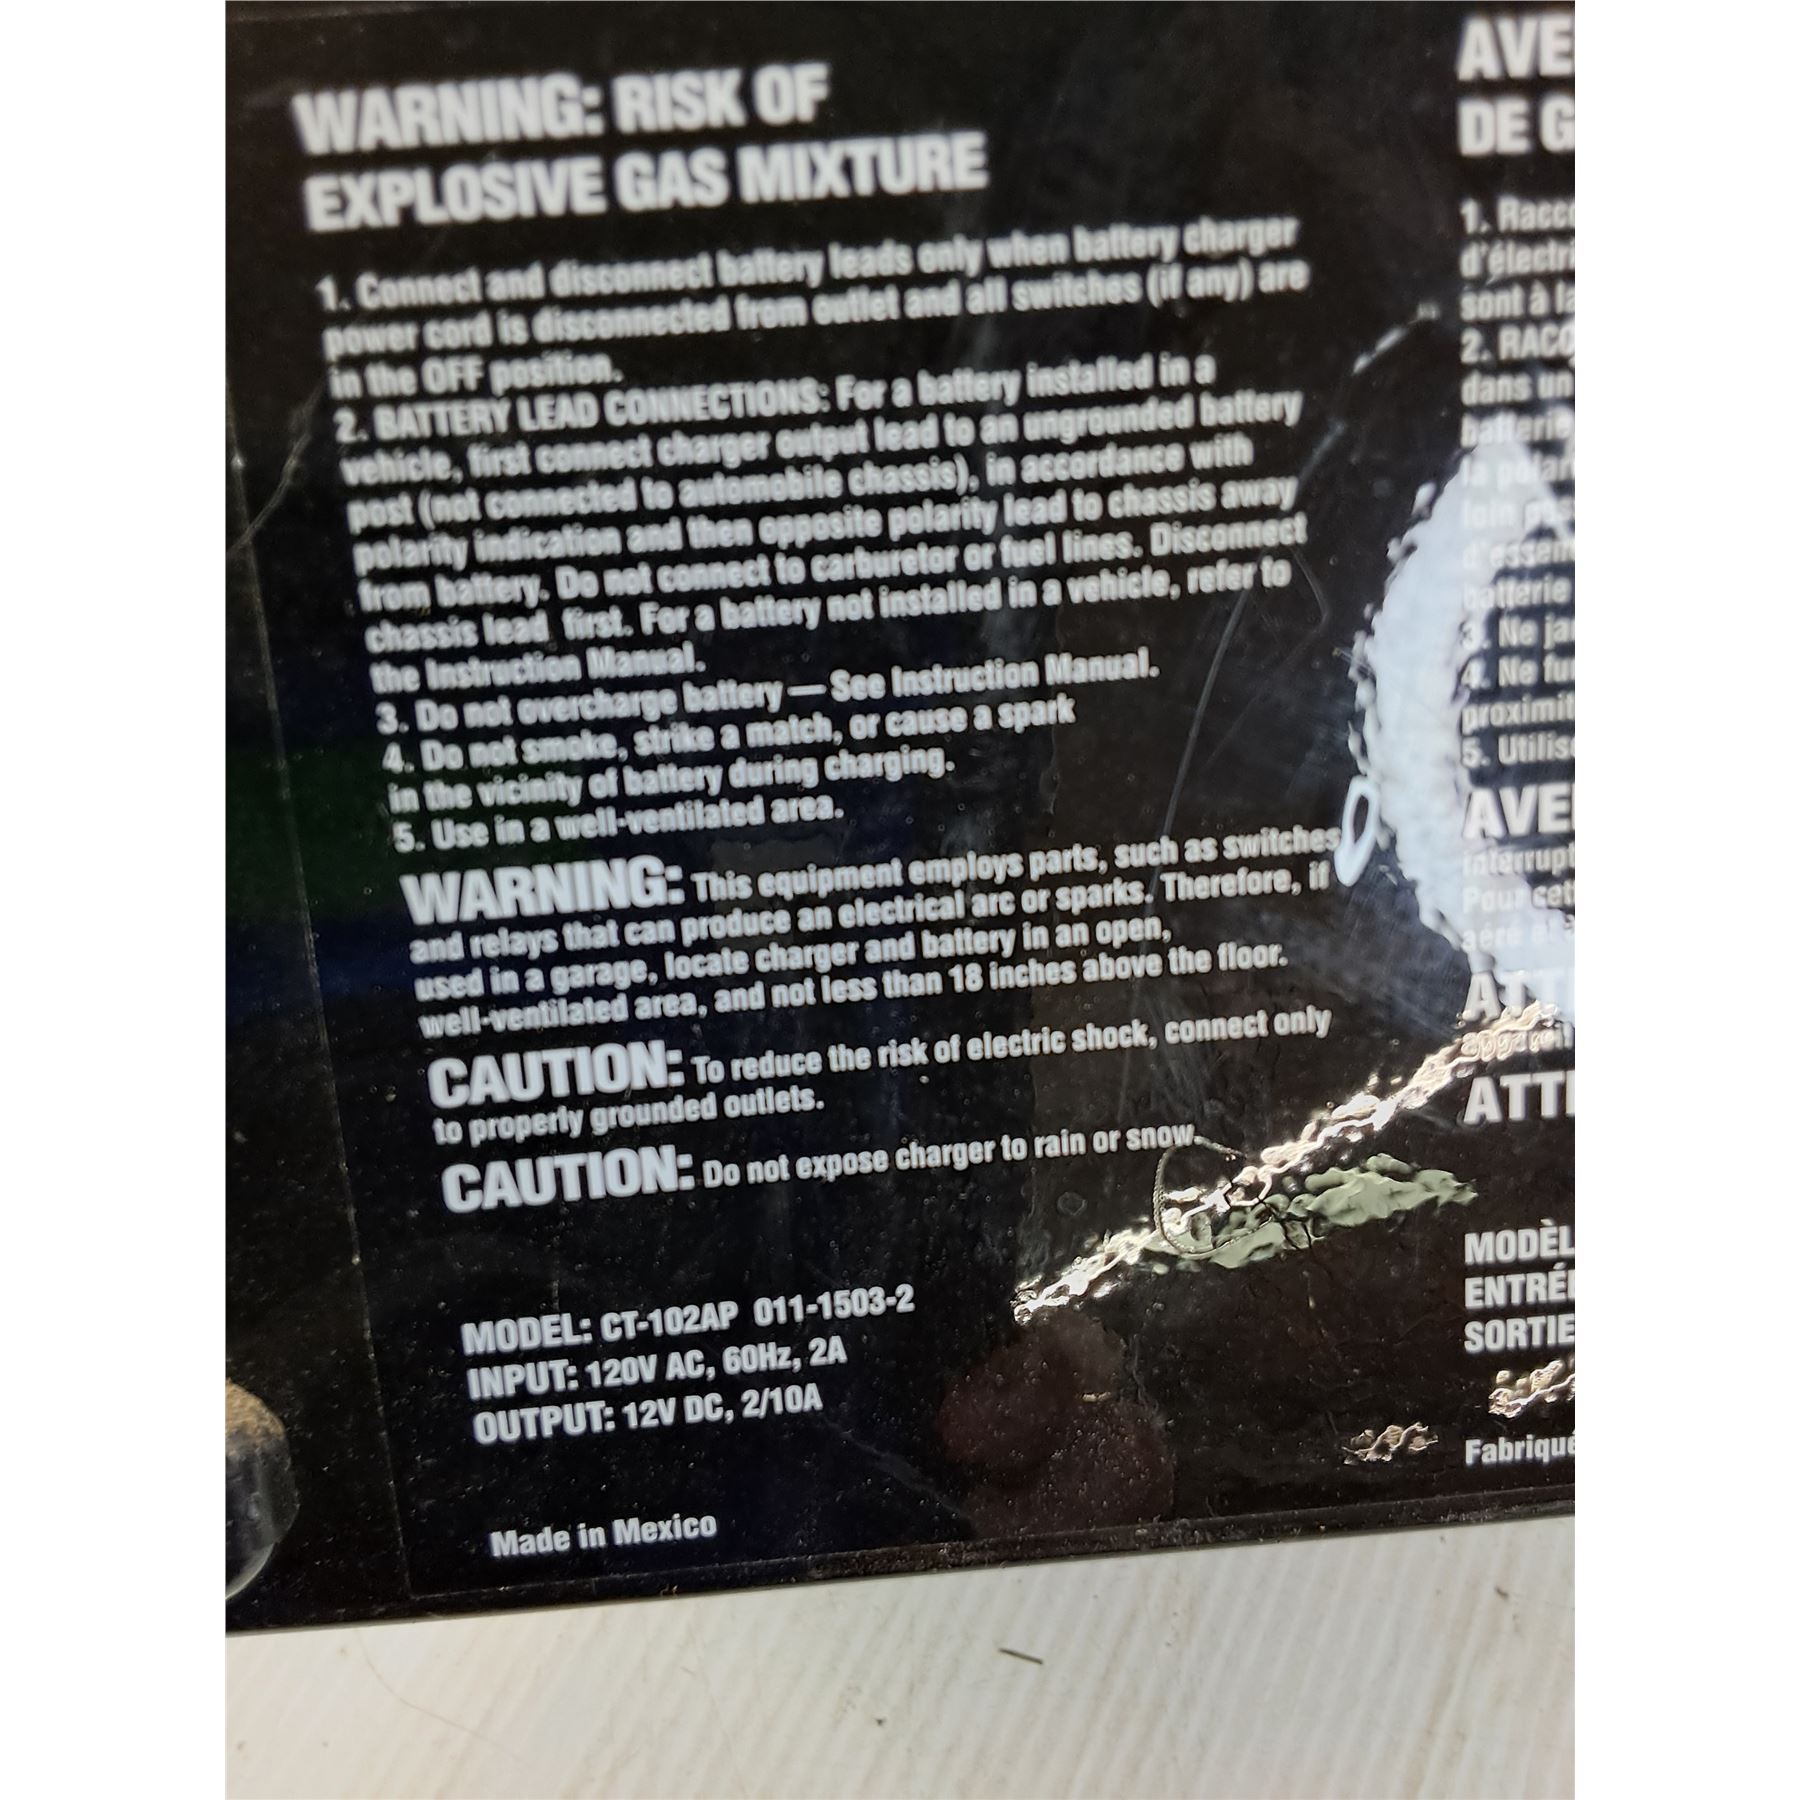 WARNING: RISK OF
EXPLOSIVE GAS MIXTURE
1. Connect and disconnect battery leads only when battery charger
power cord is disconnected from outlet and all switches (if any) are
in the OFF position.
2. BATTERY LEAD CONNECTIONS: For a battery installed in a
vehicle, first connect charger output lead to an ungrounded battery
post (not connected to automobile chassis), in accordance with
polarity indication and then opposite polarity lead to chassis away
from battery. Do not connect to carburetor or fuel lines. Disconnect
chassis lead first. For a battery not installed in a vehicle, refer to
the Instruction Manual.
3. Do not overcharge battery — See Instruction Manual.
4. Do not smoke, strike a match, or cause a spark
in the vicinity of battery during charging.
5. Use in a well-ventilated area.
WARNING: This equipment employs parts, such as switches
and relays that can produce an electrical arc or sparks. Therefore, if
used in a garage, locate charger and battery in an open,
well-ventilated area, and not less than 18 inches above the floor.
CAUTION: To reduce the risk of electric shock, connect only
to properly grounded outlets.
CAUTION: Do not expose charger to rain or snow.
MODEL: CT-102AP 011-1503-2
INPUT: 120V AC, 60Hz, 2A
OUTPUT: 12V DC, 2/10A
Made in Mexico
AVE
DE G
1. Racc
d'électri
sont à la
2. RACC
dans un
batterie
la polar
loin
d'essen
batterie
3. Ne ja
4. Ne fu
proximit
5. Utilis
AVE
interrupt
Pour cet
aéré et
ATT
appareil
ATTI
MODÈL
ENTRÉE
SORTIE
Fabriqué